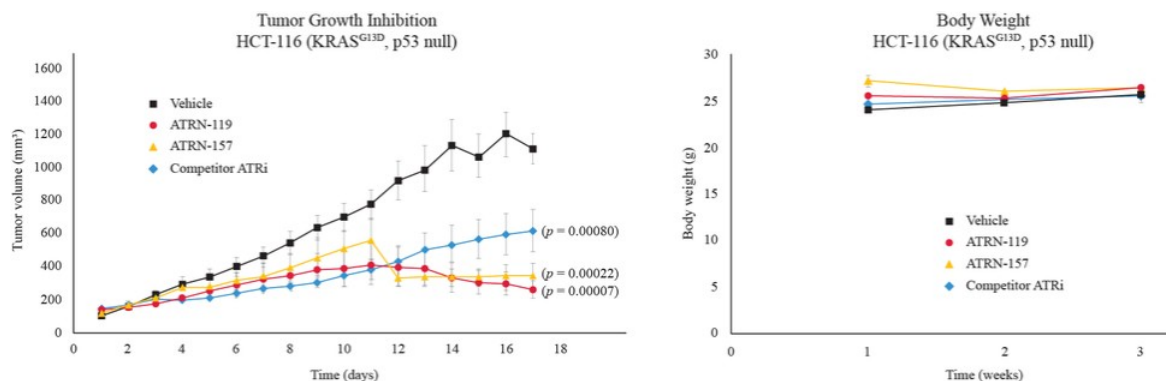 Tumor Growth Inhibition
HCT-116 (KRASG13D, p53 null)
1600
1400
1200
1000
800
600
400
200
0
Tumor volume (mm³)
Vehicle
ATRN-119
ATRN-157
Competitor ATRi
(p = 0.00080)
(p = 0.00022)
(p = 0.00007)
0 2 4 6 8 10 12 14 16 18
Time (days)
Body Weight
HCT-116 (KRASG13D, p53 null)
30
25
20
15
10
5
0
Body weight (g)
Vehicle
ATRN-119
ATRN-157
Competitor ATRi
0 1 2 3
Time (weeks)